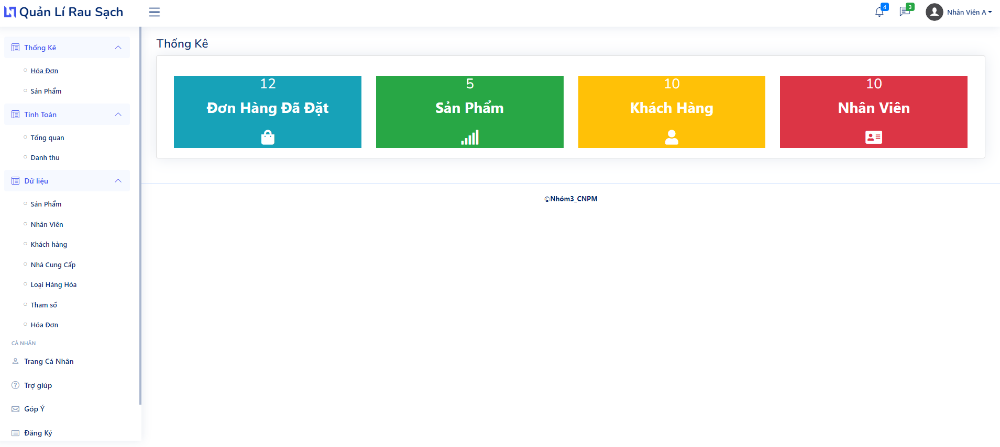 Quản Lí Rau Sạch
4
3
Nhân Viên A
Thống Kê
Hóa Đơn
Sản Phẩm
Tính Toán
Tổng quan
Danh thu
Dữ liệu
Sản Phẩm
Nhân Viên
Khách hàng
Nhà Cung Cấp
Loại Hàng Hóa
Tham số
Hóa Đơn
CÁ NHÂN
Trang Cá Nhân
Trợ giúp
Góp Ý
Đăng Ký
Thống Kê
12
Đơn Hàng Đã Đặt
5
Sản Phẩm
10
Khách Hàng
10
Nhân Viên
©Nhóm3_CNPM